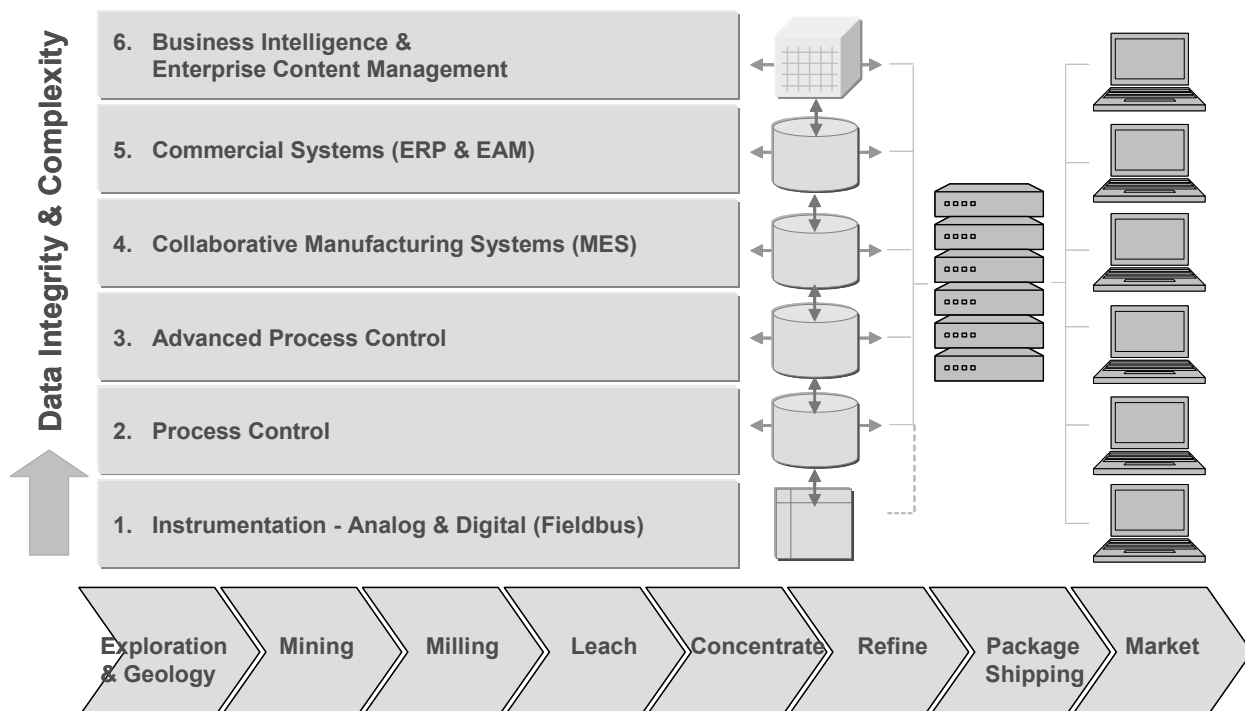 Data Integrity & Complexity
6. Business Intelligence &
Enterprise Content Management
5. Commercial Systems (ERP & EAM)
4. Collaborative Manufacturing Systems (MES)
3. Advanced Process Control
2. Process Control
1. Instrumentation - Analog & Digital (Fieldbus)
Exploration
& Geology
Mining
Milling
Leach
Concentrate
Refine
Package
Shipping
Market